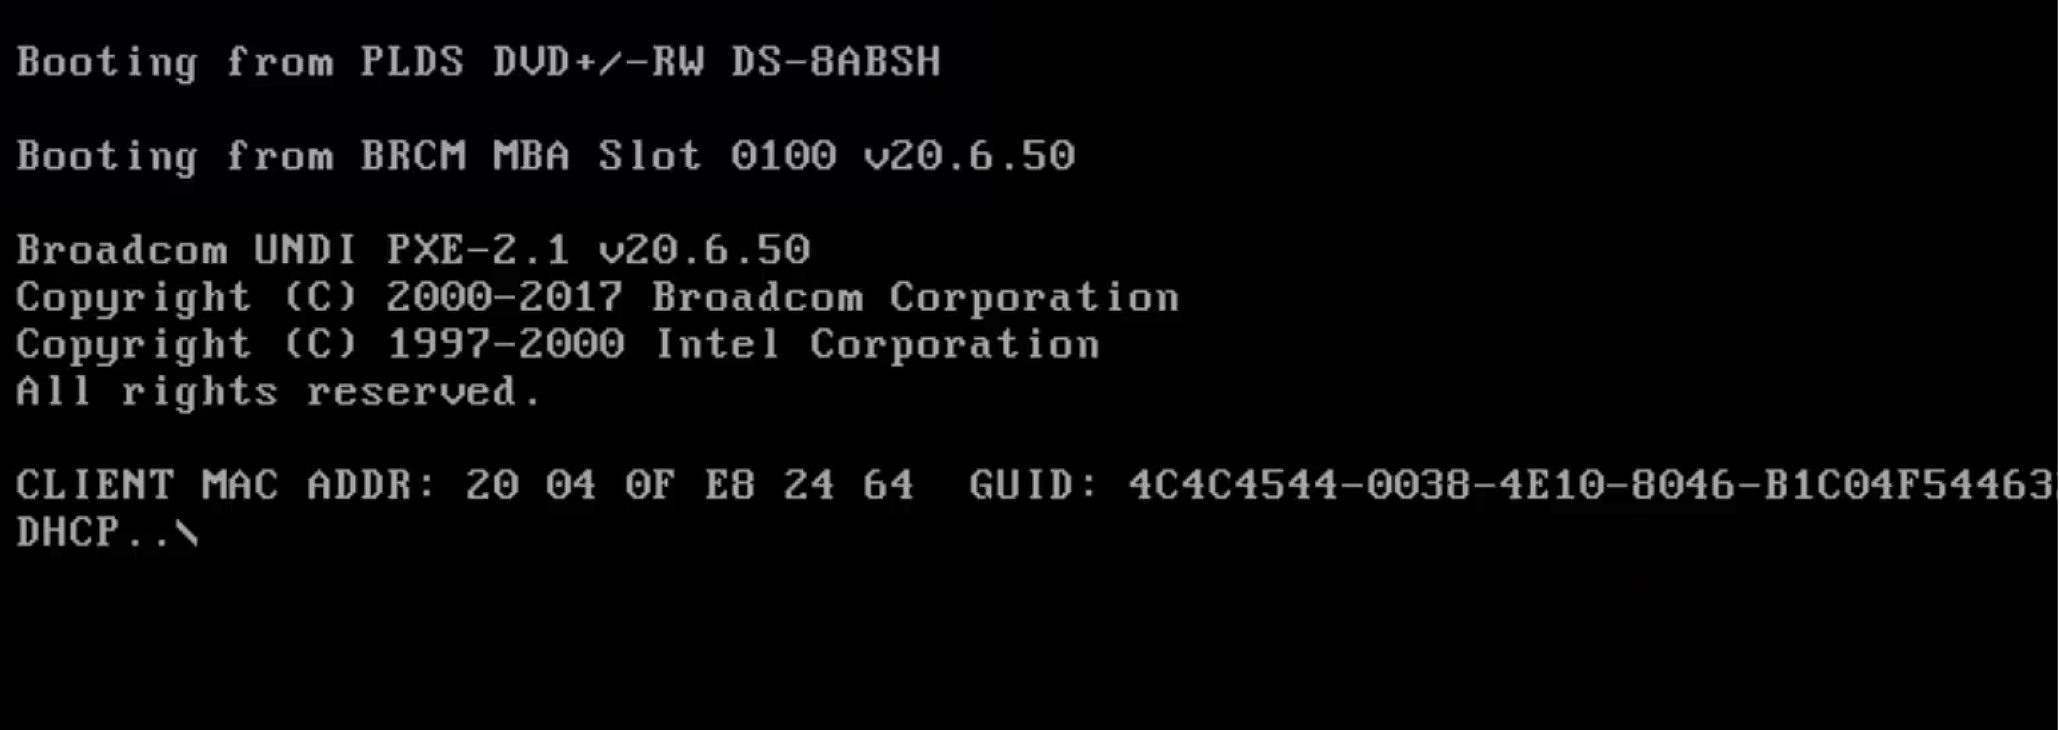 Booting from PLDS DVD+/-RW DS-8ABSH
Booting from BRCM MBA Slot 0100 v20.6.50
Broadcom UNDI PXE-2.1 v20.6.50
Copyright (C) 2000-2017 Broadcom Corporation
Copyright (C) 1997-2000 Intel Corporation
All rights reserved.
CLIENT MAC ADDR: 20 04 0F E8 24 64  GUID: 4C4C4544-0038-4E10-8046-B1C04F54463
DHCP..\